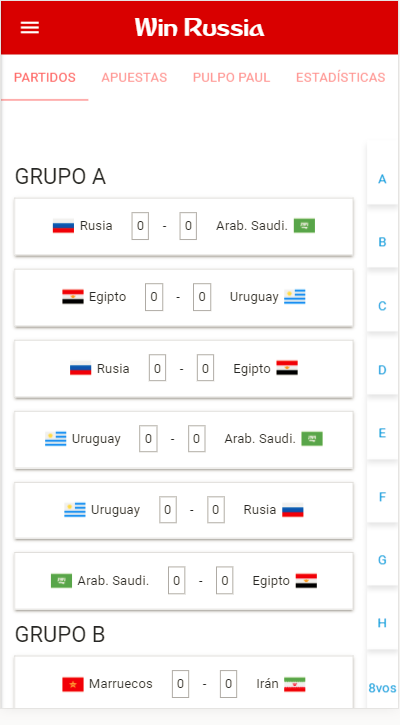 Win Russia
PARTIDOS APUESTAS PULPO PAUL ESTADÍSTICAS
GRUPO A
Rusia 0 - 0 Arab. Saudi.
Egipto 0 - 0 Uruguay
Rusia 0 - 0 Egipto
Uruguay 0 - 0 Arab. Saudi.
Uruguay 0 - 0 Rusia
Arab. Saudi. 0 - 0 Egipto
GRUPO B
Marruecos 0 - 0 Irán
A
B
C
D
E
F
G
H
8vos